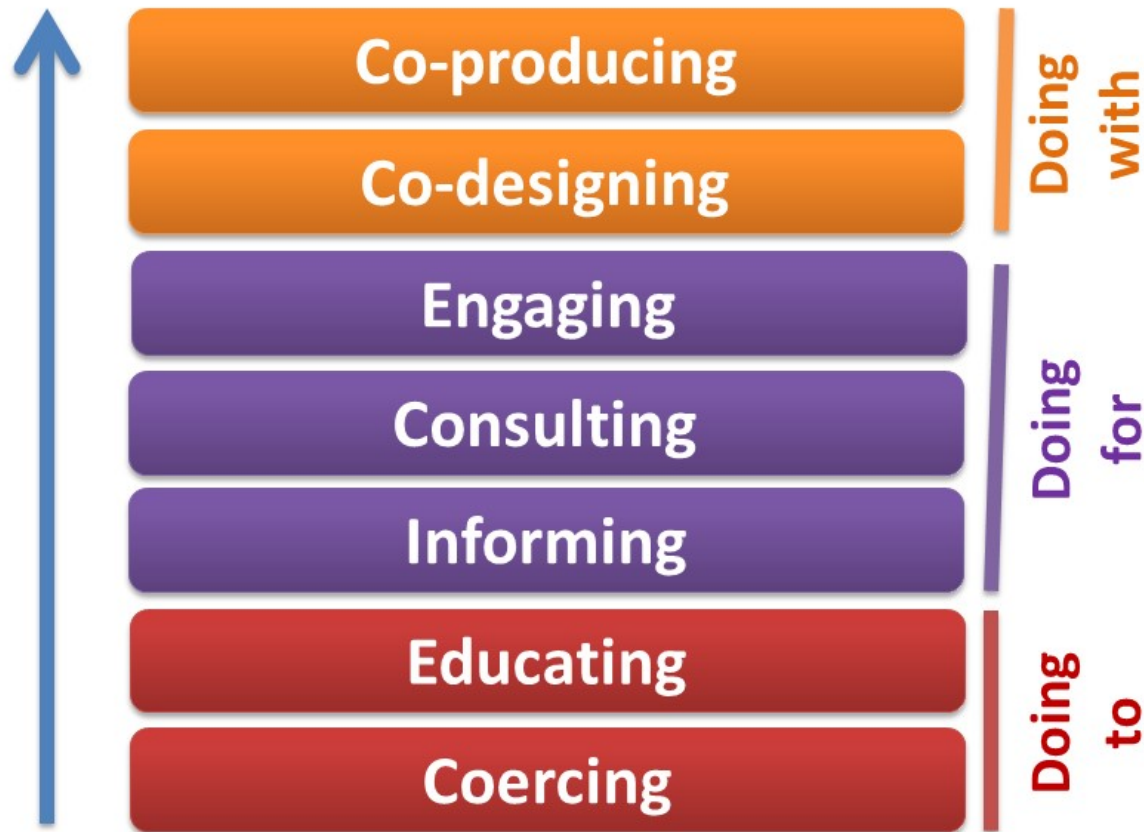 Co-producing
Co-designing
Doing
with
Engaging
Consulting
Informing
Doing
for
Educating
Coercing
Doing
to